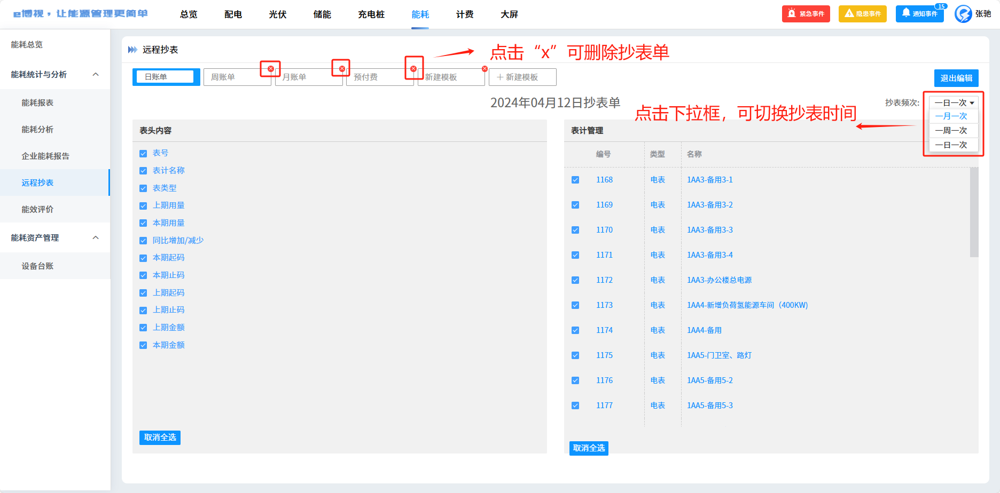 e博视，让能源管理更简单
总览 配电 光伏 储能 充电桩 能耗 计费 大屏
紧急事件 隐患事件 通知事件 15 张驰
能耗总览
能耗统计与分析
能耗报表
能耗分析
企业能耗报告
远程抄表
能效评价
能耗资产管理
设备台账
远程抄表
点击“x”可删除抄表单
日账单 周账单 月账单 预付费 新建模板 + 新建模板
退出编辑
2024年04月12日抄表单
抄表频次: 一日一次
一月一次
一周一次
一日一次
点击下拉框，可切换抄表时间
表头内容
表号
表计名称
表类型
上期用量
本期用量
同比增加/减少
本期起码
本期止码
上期起码
上期止码
上期金额
本期金额
取消全选
表计管理
编号 类型 名称
1168 电表 1AA3-备用3-1
1169 电表 1AA3-备用3-2
1170 电表 1AA3-备用3-3
1171 电表 1AA3-备用3-4
1172 电表 1AA3-办公楼总电源
1173 电表 1AA4-新增负荷氢能源车间（400KW)
1174 电表 1AA4-备用
1175 电表 1AA5-门卫室、路灯
1176 电表 1AA5-备用5-2
1177 电表 1AA5-备用5-3
取消全选